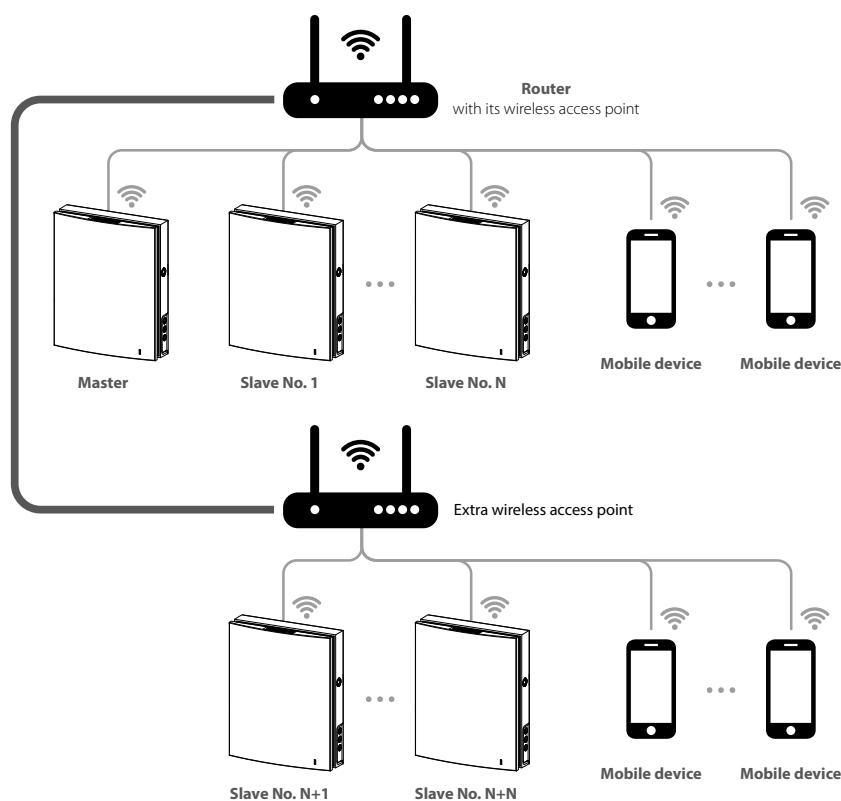 Router
with its wireless access point
Master
Slave No. 1
Slave No. N
Mobile device
Mobile device
Extra wireless access point
Slave No. N+1
Slave No. N+N
Mobile device
Mobile device